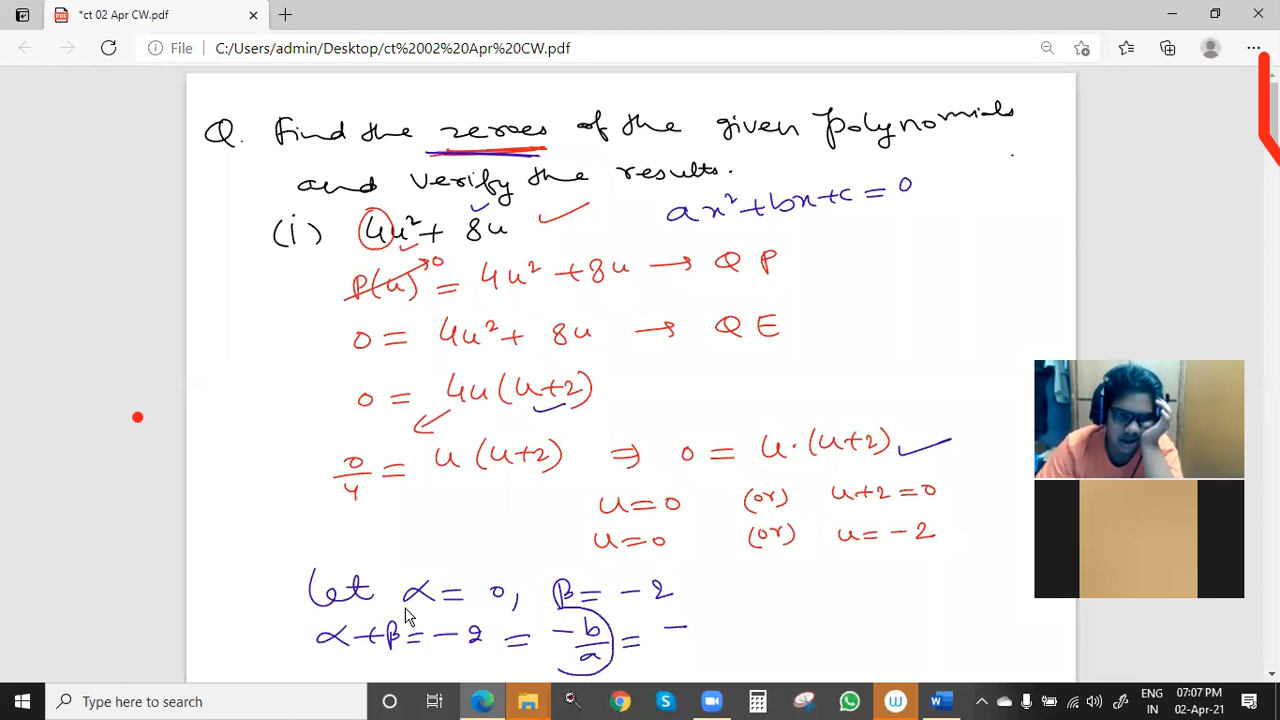 *ct 02 Apr CW.pdf
File C:/Users/admin/Desktop/ct%2002%20Apr%20CW.pdf
Q. Find the zeroes of the given polynomials
and verify the results.
(i) 4u² + 8u
ax² + bx + c = 0
P(u) 0 = 4u² + 8u → Q P
0 = 4u² + 8u → Q E
0 = 4u (u+2)
0/4 = u (u+2) ⇒ 0 = u · (u+2)
u = 0 (or) u+2 = 0
u = 0 (or) u = -2
Let α = 0, β = -2
α + β = -2 = -b/a = -
Type here to search
ENG 07:07 PM
IN 02-Apr-21